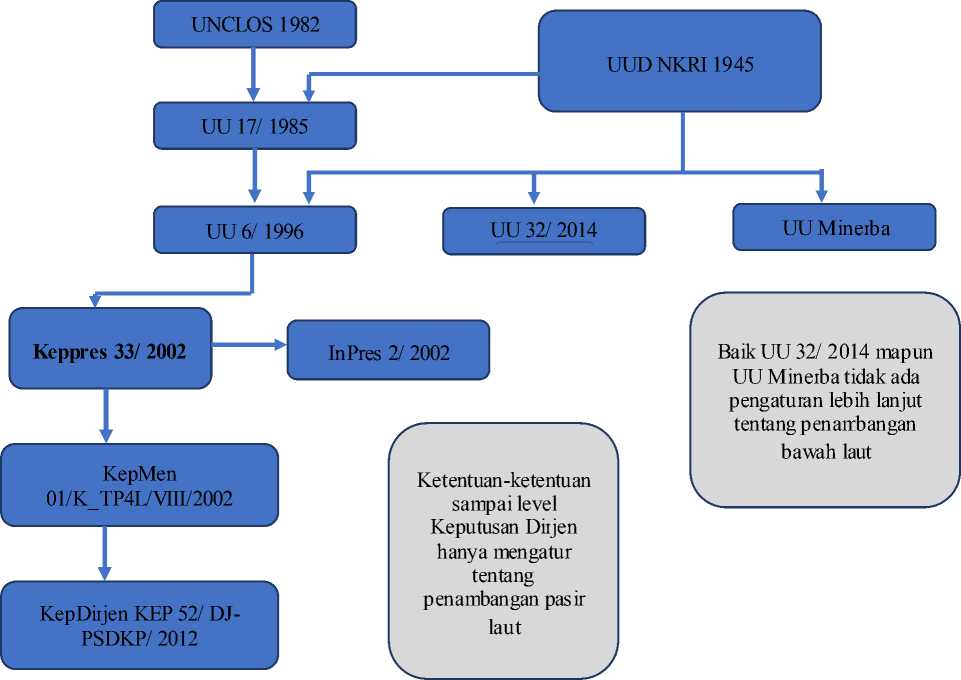 UNCLOS 1982
UUD NKRI 1945
UU 17/ 1985
UU 6/ 1996
UU 32/ 2014
UU Minerba
Keppres 33/ 2002
InPres 2/ 2002
Baik UU 32/ 2014 mapun
UU Minerba tidak ada
pengaturan lebih lanjut
tentang penambangan
bawah laut
KepMen
01/K_TP4L/VIII/2002
Ketentuan-ketentuan
sampai level
Keputusan Dirjen
hanya mengatur
tentang
penambangan pasir
laut
KepDirjen KEP 52/ DJ-
PSDKP/ 2012